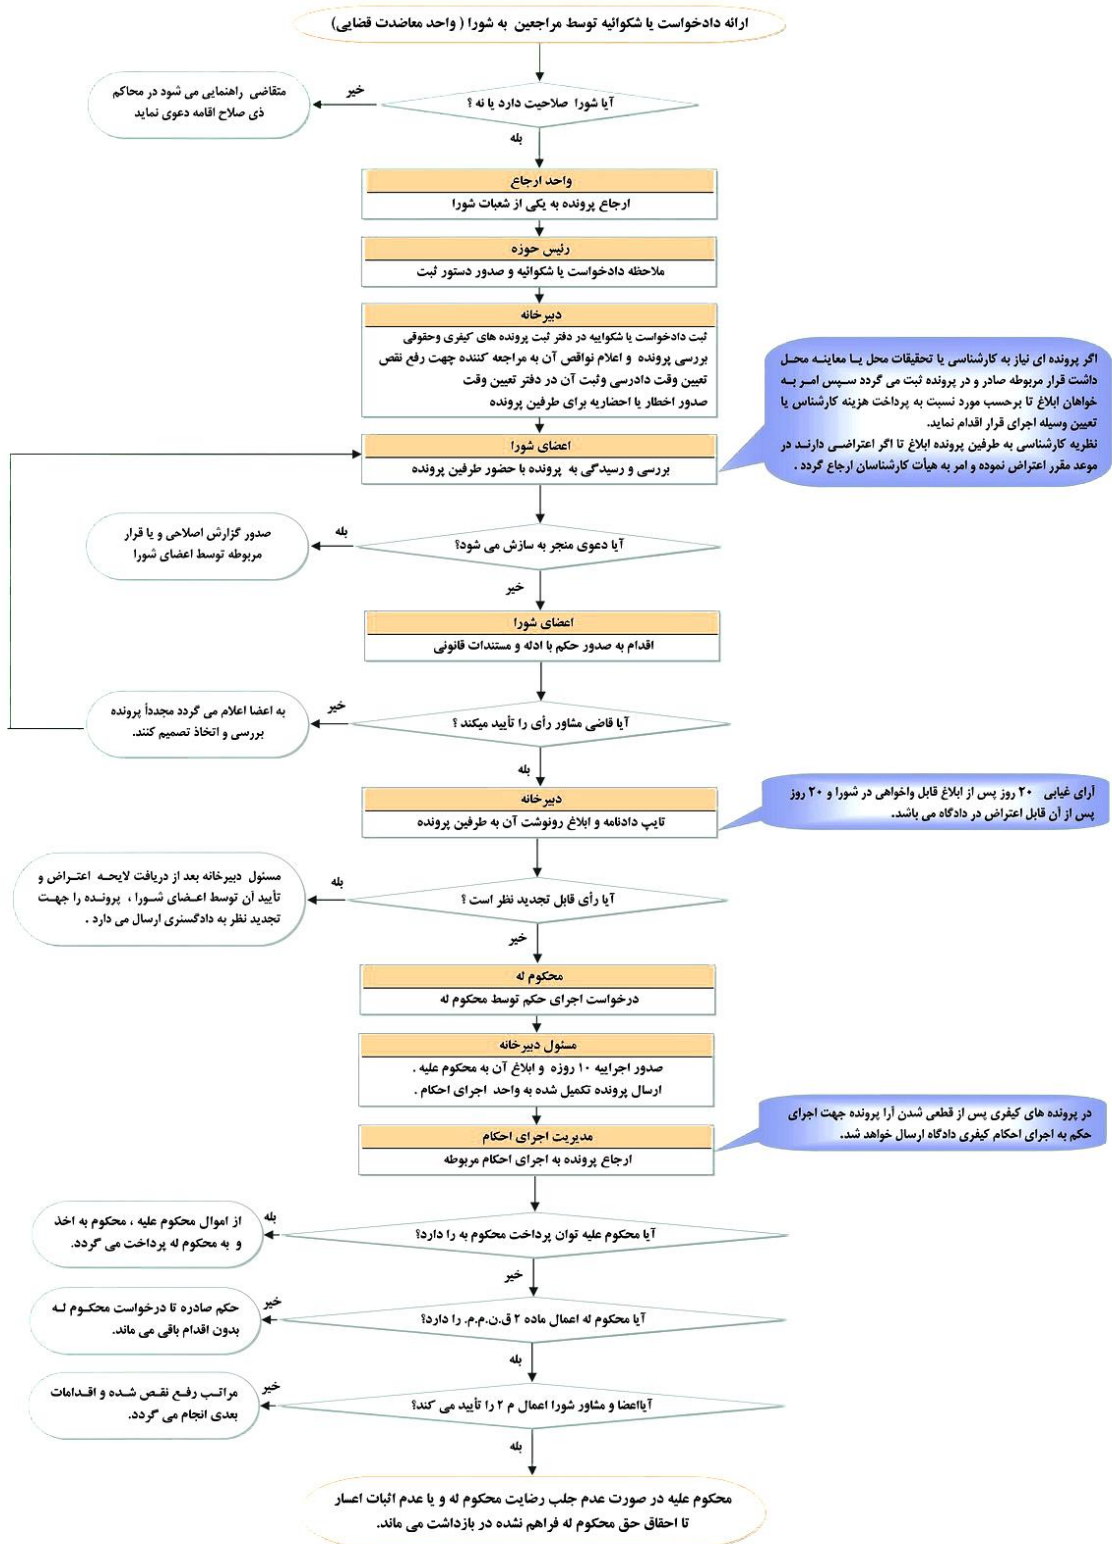 ارائه دادخواست یا شکوائیه توسط مراجعین به شورا ( واحد معاضدت قضایی)
آیا شورا صلاحیت دارد یا نه ؟
خیر
متقاضی راهنمایی می شود در محاکم
ذی صلاح اقامه دعوی نماید
بله
واحد ارجاع
ارجاع پرونده به یکی از شعبات شورا
رئیس حوزه
ملاحظه دادخواست یا شکوائیه و صدور دستور ثبت
دبیرخانه
ثبت دادخواست یا شکواییه در دفتر ثبت پرونده های کیفری وحقوقی
بررسی پرونده و اعلام نواقص آن به مراجعه کننده جهت رفع نقص
تعیین وقت دادرسی وثبت آن در دفتر تعیین وقت
صدور اخطار یا احضاریه برای طرفین پرونده
اگر پرونده ای نیاز به کارشناسی یا تحقیقات محل یـا معاینـه محـل
داشت قرار مربوطه صادر و در پرونده ثبت می گردد سـپس امـر بـه
خواهان ابلاغ تا برحسب مورد نسبت به پرداخت هزینه کارشناس یا
تعیین وسیله اجرای قرار اقدام نماید.
نظریه کارشناسی به طرفین پرونده ابلاغ تا اگر اعتراضـی دارنـد در
موعد مقرر اعتراض نموده و امر به هیأت کارشناسان ارجاع گردد .
اعضای شورا
بررسی و رسیدگی به پرونده با حضور طرفین پرونده
آیا دعوی منجر به سازش می شود؟
بله
صدور گزارش اصلاحی و یا قرار
مربوطه توسط اعضای شورا
خیر
اعضای شورا
اقدام به صدور حکم با ادله و مستندات قانونی
آیا قاضی مشاور رأی را تأیید میکند ؟
خیر
به اعضا اعلام می گردد مجدداً پرونده
بررسی و اتخاذ تصمیم کنند.
بله
دبیرخانه
تایپ دادنامه و ابلاغ رونوشت آن به طرفین پرونده
آرای غیابی ۲۰ روز پس از ابلاغ قابل واخواهی در شورا و ۲۰ روز
پس از آن قابل اعتراض در دادگاه می باشد.
آیا رأی قابل تجدید نظر است ؟
بله
مسئول دبیرخانه بعد از دریافت لایحـه اعتـراض و
تأیید آن توسط اعـضای شـورا ، پرونـده را جهـت
تجدید نظر به دادگستری ارسال می دارد .
خیر
محکوم له
درخواست اجرای حکم توسط محکوم له
مسئول دبیرخانه
صدور اجراییه ۱۰ روزه و ابلاغ آن به محکوم علیه .
ارسال پرونده تکمیل شده به واحد اجرای احکام .
مدیریت اجرای احکام
ارجاع پرونده به اجرای احکام مربوطه
در پرونده های کیفری پس از قطعی شدن آرا پرونده جهت اجرای
حکم به اجرای احکام کیفری دادگاه ارسال خواهد شد.
آیا محکوم علیه توان پرداخت محکوم به را دارد؟
بله
از اموال محکوم علیه ، محکوم به اخذ
و به محکوم له پرداخت می گردد.
خیر
آیا محکوم له اعمال ماده ۲ ق.ن.م.م. را دارد؟
خیر
حکم صادره تا درخواست محکـوم لـه
بدون اقدام باقی می ماند.
بله
آیااعضا و مشاور شورا اعمال م ۲ را تأیید می کند؟
خیر
مراتـب رفـع نقـص شـده و اقـدامات
بعدی انجام می گردد.
بله
محکوم علیه در صورت عدم جلب رضایت محکوم له و یا عدم اثبات اعسار
تا احقاق حق محکوم له فراهم نشده در بازداشت می ماند.